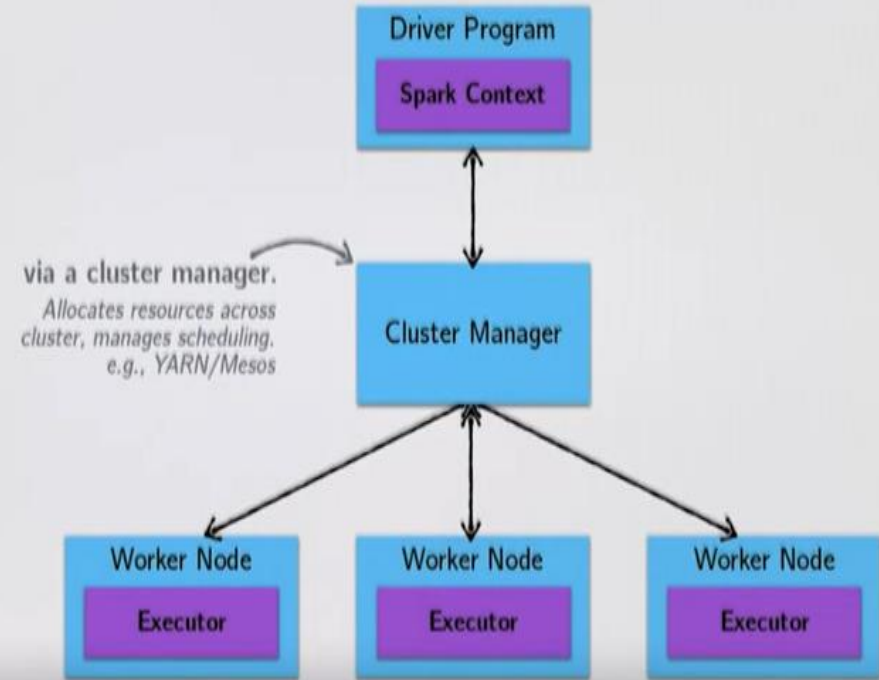 Driver Program
Spark Context
via a cluster manager.
Allocates resources across
cluster, manages scheduling.
e.g., YARN/Mesos
Cluster Manager
Worker Node
Executor
Worker Node
Executor
Worker Node
Executor